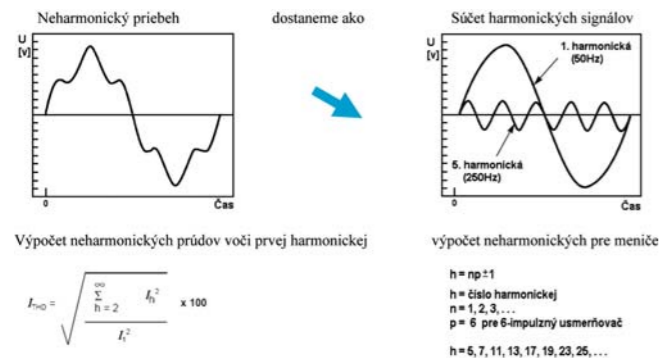 Neharmonický priebeh
dostaneme ako
Súčet harmonických signálov
U
[v]
0
Čas
U
[v]
1. harmonická
(50Hz)
5. harmonická
(250Hz)
0
Čas
Výpočet neharmonických prúdov voči prvej harmonickej
I_THD = √( ∑_{h = 2}^{∞} I_h² / I_1² ) x 100
výpočet neharmonických pre meniče
h = np ± 1
h = číslo harmonickej
n = 1, 2, 3, . . .
p = 6 pre 6-impulzný usmerňovač
h = 5, 7, 11, 13, 17, 19, 23, 25, . . .